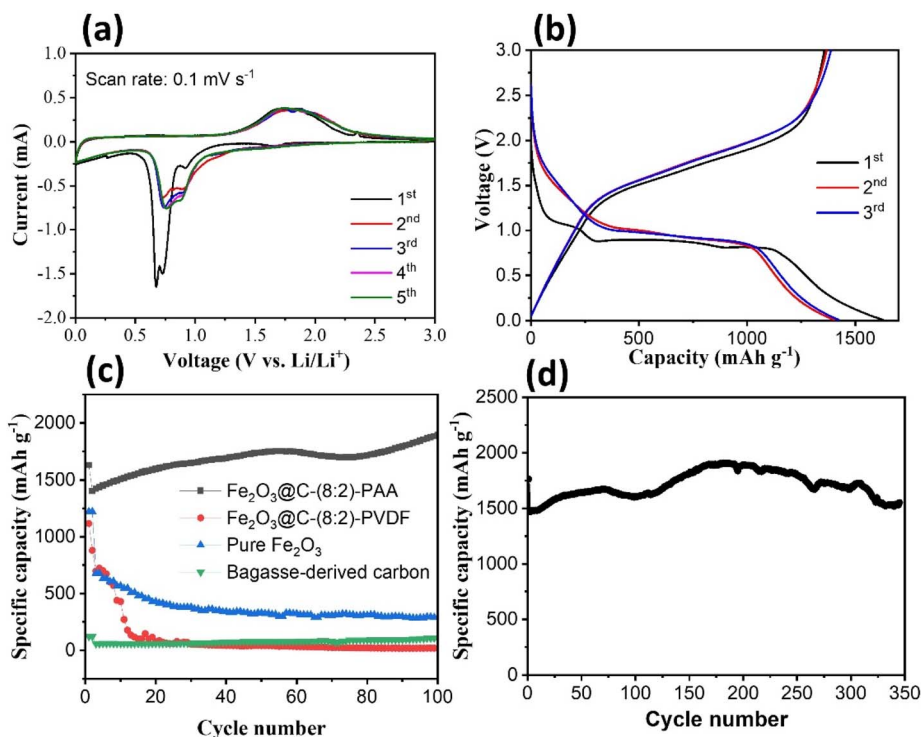 (a)
1.0
0.5
0.0
-0.5
-1.0
-1.5
-2.0
Current (mA)
Scan rate: 0.1 mV s⁻¹
1ˢᵗ
2ⁿᵈ
3ʳᵈ
4ᵗʰ
5ᵗʰ
0.0 0.5 1.0 1.5 2.0 2.5 3.0
Voltage (V vs. Li/Li⁺)
(b)
3.0
2.5
2.0
1.5
1.0
0.5
0.0
Voltage (V)
1ˢᵗ
2ⁿᵈ
3ʳᵈ
0 500 1000 1500
Capacity (mAh g⁻¹)
(c)
2000
1750
1500
1250
1000
750
500
250
0
Specific capacity (mAh g⁻¹)
Fe₂O₃@C-(8:2)-PAA
Fe₂O₃@C-(8:2)-PVDF
Pure Fe₂O₃
Bagasse-derived carbon
0 20 40 60 80 100
Cycle number
(d)
2500
2000
1500
1000
500
0
Specific capacity (mAh g⁻¹)
0 50 100 150 200 250 300 350
Cycle number